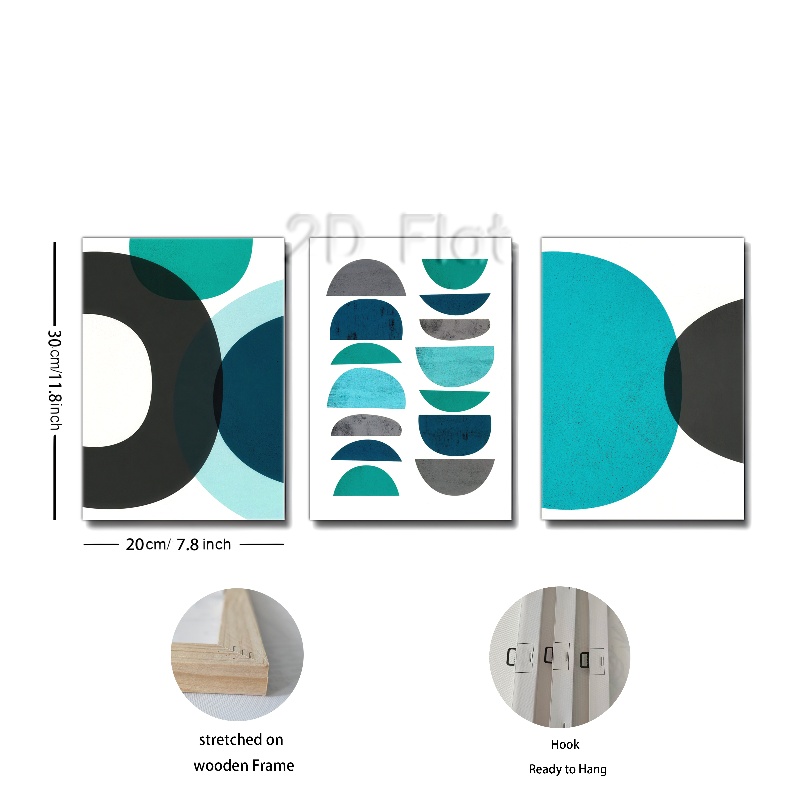 2D Flat
30cm/11.8inch
20cm/ 7.8 inch
stretched on
wooden Frame
Hook
Ready to Hang